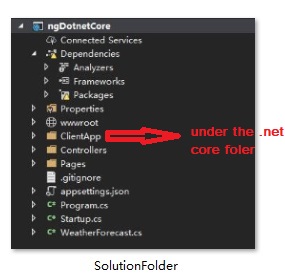 ngDotnetCore
Connected Services
Dependencies
Analyzers
Frameworks
Packages
Properties
wwwroot
ClientApp
under the .net
core foler
Controllers
Pages
.gitignore
appsettings.json
C# Program.cs
C# Startup.cs
C# WeatherForecast.cs
SolutionFolder